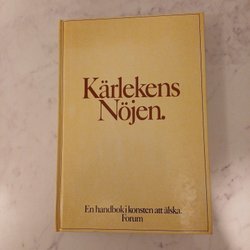 Kärlekens
Nöjen.
En handbok i konsten att älska.
Forum